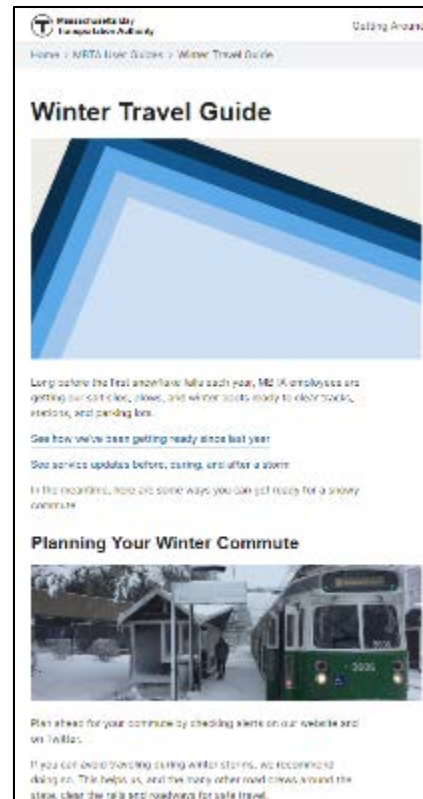 Massachusetts Bay
Transportation Authority
Getting Around
Home > MBTA User Guides > Winter Travel Guide
Winter Travel Guide
Long before the first snowflake falls each year, MBTA employees are
getting our salt silos, plows, and winter boots ready to clear tracks,
stations, and parking lots.
See how we've been getting ready since last year
See service updates before, during, and after a storm
In the meantime, here are some ways you can get ready for a snowy
commute.
Planning Your Winter Commute
Plan ahead for your commute by checking alerts on our website and
on Twitter.
If you can avoid traveling during winter storms, we recommend
doing so. This helps us, and the many other road crews around the
state, clear the rails and roadways for safe travel.